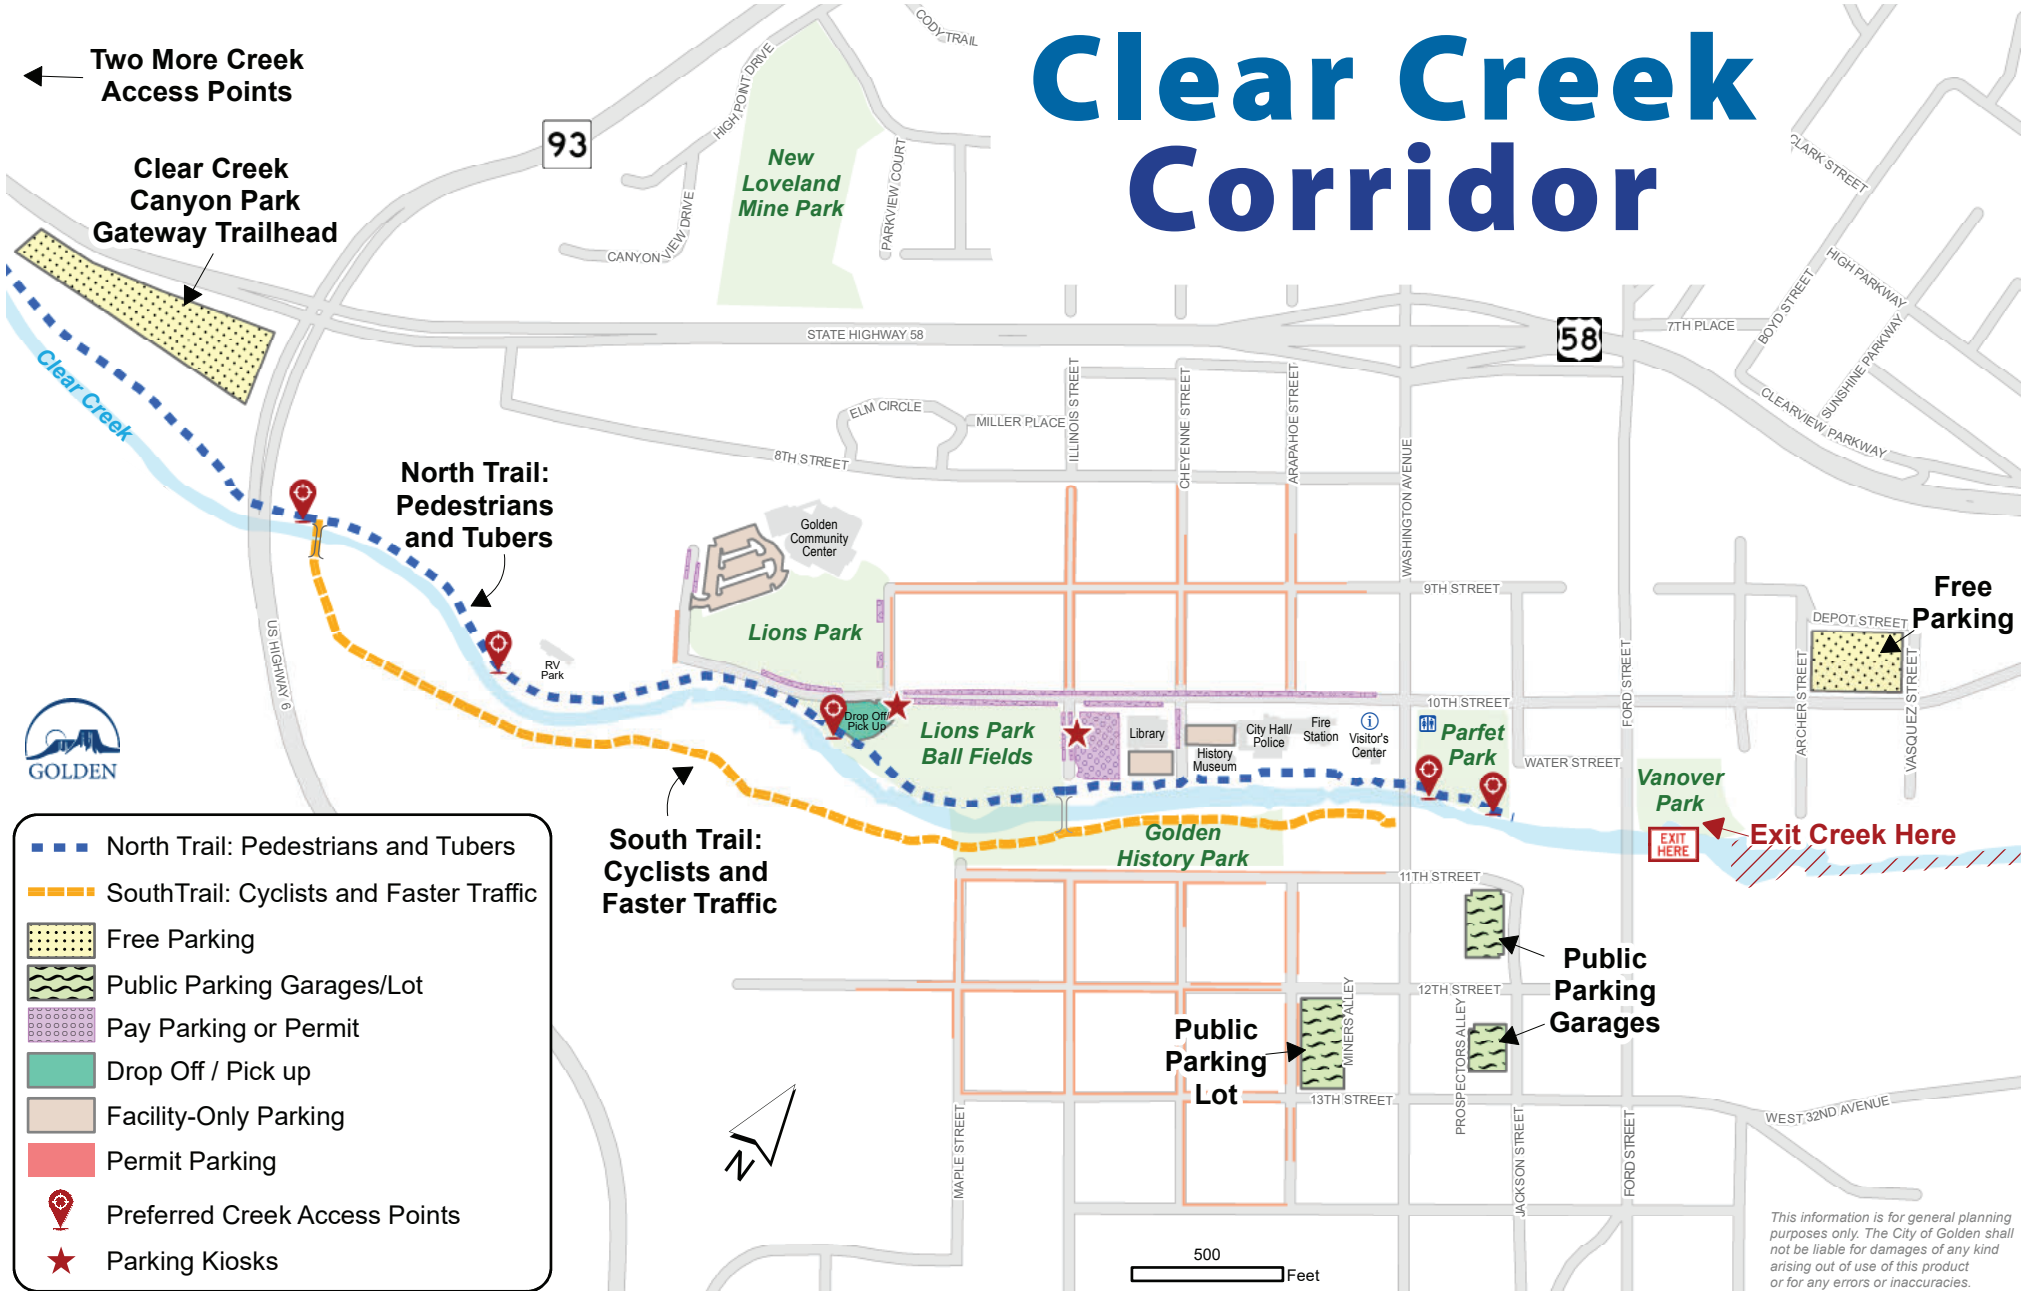 Clear Creek
Corridor
Two More Creek
Access Points
Clear Creek
Canyon Park
Gateway Trailhead
93
CODY TRAIL
HIGH POINT DRIVE
New
Loveland
Mine Park
PARKVIEW COURT
CANYON VIEW DRIVE
CLARK STREET
HIGH PARKWAY
BOYD STREET
SUNSHINE PARKWAY
7TH PLACE
58
STATE HIGHWAY 58
CLEARVIEW PARKWAY
Clear Creek
ELM CIRCLE
MILLER PLACE
ILLINOIS STREET
CHEYENNE STREET
ARAPAHOE STREET
WASHINGTON AVENUE
8TH STREET
North Trail:
Pedestrians
and Tubers
Golden
Community
Center
Lions Park
9TH STREET
Free
Parking
DEPOT STREET
ARCHER STREET
VASQUEZ STREET
FORD STREET
US HIGHWAY 6
RV
Park
10TH STREET
Drop Off/
Pick Up
Lions Park
Ball Fields
Library
History
Museum
City Hall/
Police
Fire
Station
i
Visitor's
Center
Parfet
Park
WATER STREET
Vanover
Park
EXIT
HERE
Exit Creek Here
Golden
History Park
GOLDEN
South Trail:
Cyclists and
Faster Traffic
11TH STREET
12TH STREET
13TH STREET
Public
Parking
Garages
Public
Parking
Lot
MINERS ALLEY
PROSPECTORS ALLEY
JACKSON STREET
FORD STREET
MAPLE STREET
WEST 32ND AVENUE
North Trail: Pedestrians and Tubers
SouthTrail: Cyclists and Faster Traffic
Free Parking
Public Parking Garages/Lot
Pay Parking or Permit
Drop Off / Pick up
Facility-Only Parking
Permit Parking
Preferred Creek Access Points
Parking Kiosks
N
500
Feet
This information is for general planning
purposes only. The City of Golden shall
not be liable for damages of any kind
arising out of use of this product
or for any errors or inaccuracies.